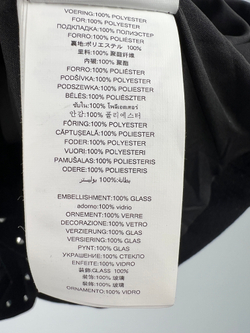 VOERING:100% POLYESTER
FOR:100% POLYESTER
ПОДКЛАДКА:100% ПОЛИЭСТЕР
FORRO:100% POLIESTER
裏地:ポリエステル 100%
里料:100% 聚酯纤维
內裡:100% 聚酯
FORRO:100% POLIÉSTER
PODŠÍVKA:100% POLYESTER
PODSZEWKA:100% POLIESTER
BÉLÉS:100% POLIÉSZTER
ซับใน:100% โพลีเอสเตอร์
안감:100% 폴리에스터
FÖRING:100% POLYESTER
CĂPTUŞEALĂ:100% POLIESTER
FODER:100% POLYESTER
VUORI:100% POLYESTERI
PAMUŠALAS:100% POLIESTERIS
ODERE:100% POLIESTERIS
بطانة:100% بوليستر
EMBELLISHMENT:100% GLASS
adorno:100% vidrio
ORNEMENT:100% VERRE
DECORAZIONE:100% VETRO
VERZIERUNG:100% GLAS
VERSIERING:100% GLAS
PYNT:100% GLAS
УКРАШЕНИЕ:100% СТЕКЛО
ENFEITE:100% VIDRO
装飾:GLASS 100%
装饰:100% 玻璃
裝飾:100% 玻璃
ORNAMENTO:100% VIDRO